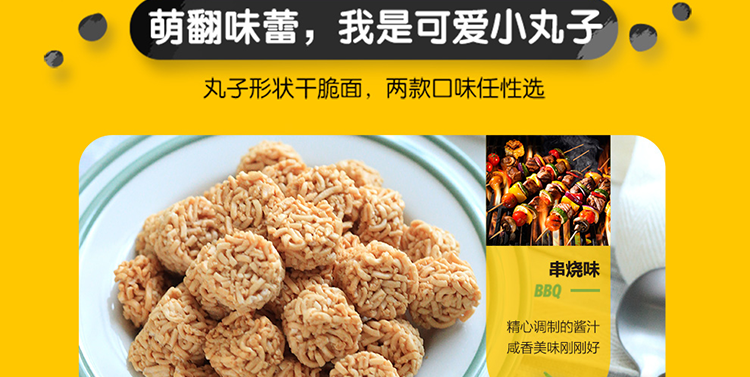 萌翻味蕾，我是可爱小丸子
丸子形状干脆面，两款口味任性选
串烧味
BBQ
精心调制的酱汁
咸香美味刚刚好